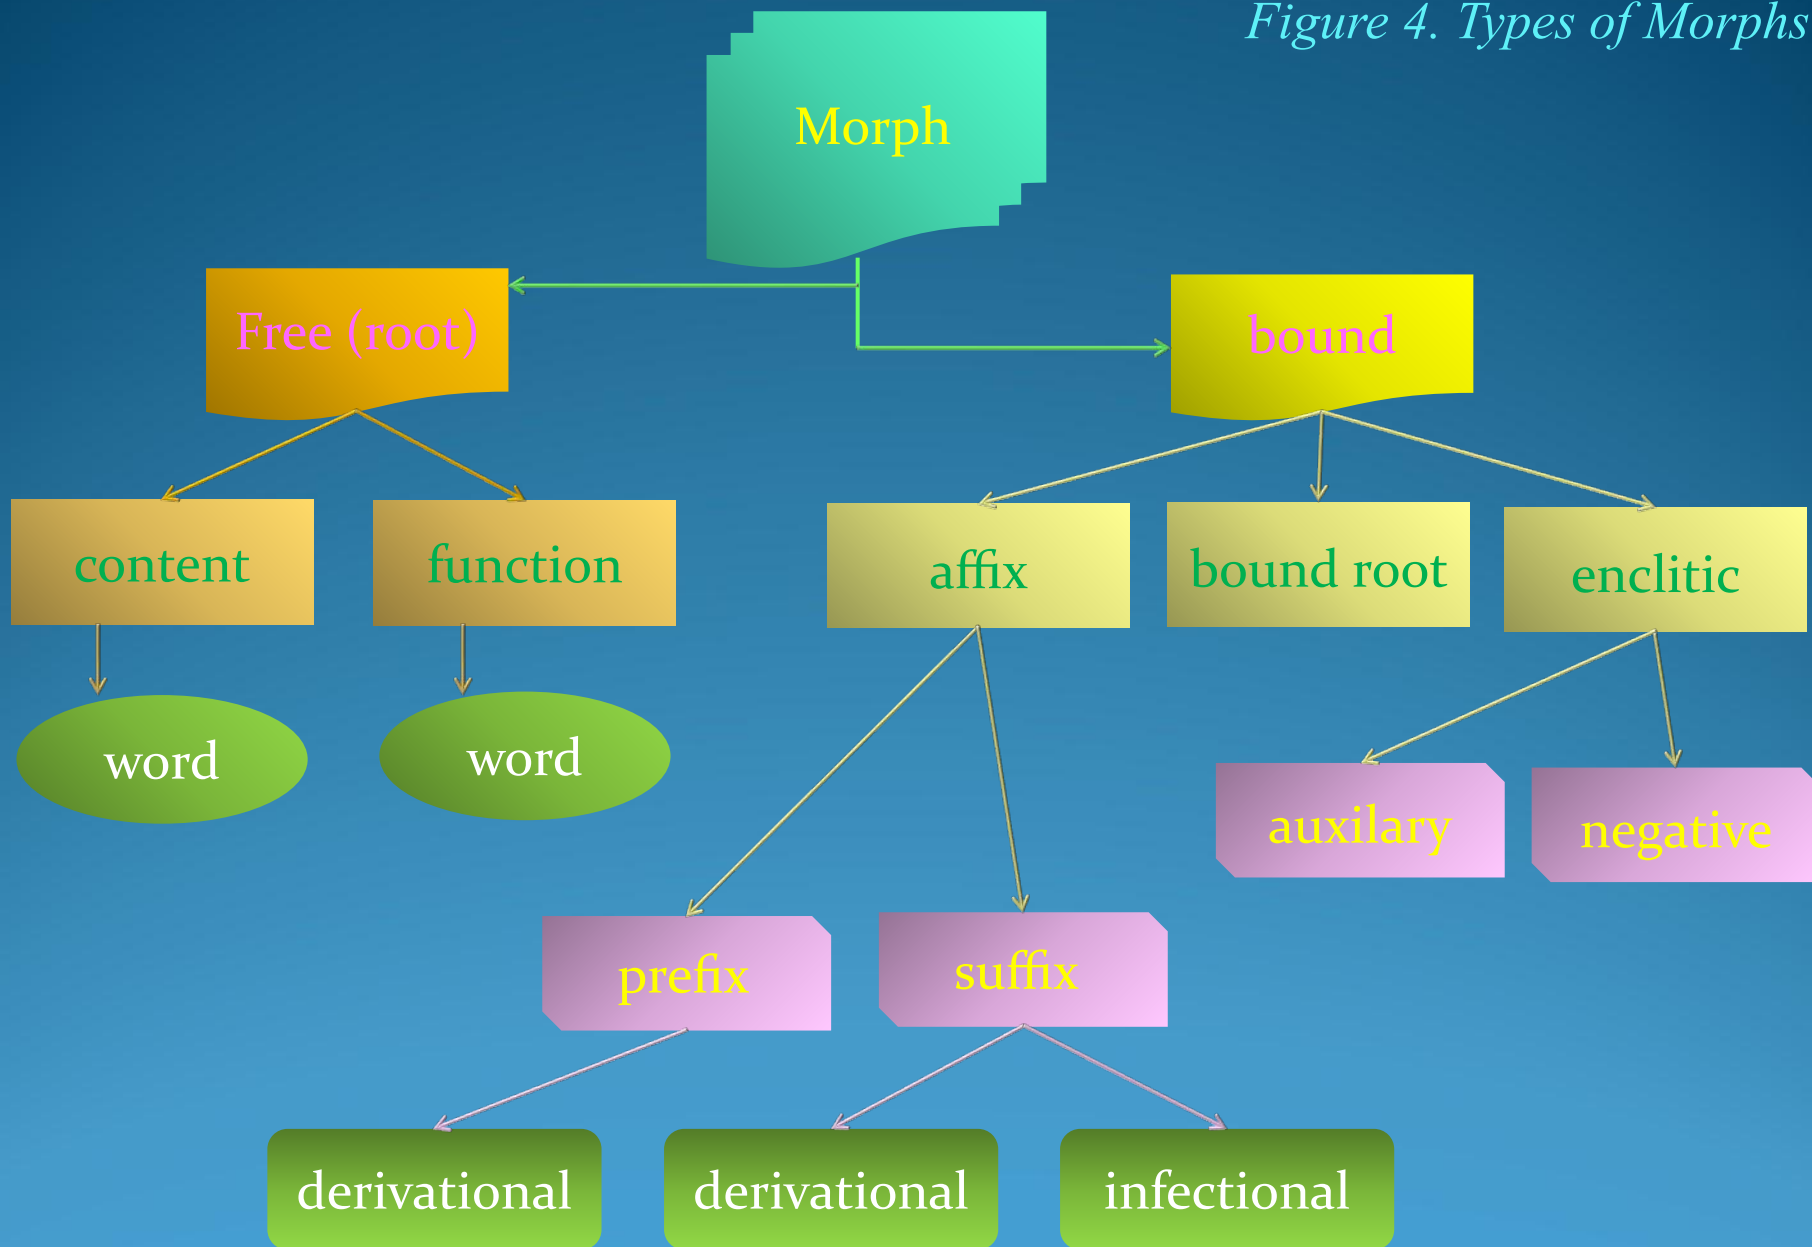 Figure 4. Types of Morphs
Morph
Free (root)
bound
content
function
affix
bound root
enclitic
word
word
auxilary
negative
prefix
suffix
derivational
derivational
infectional